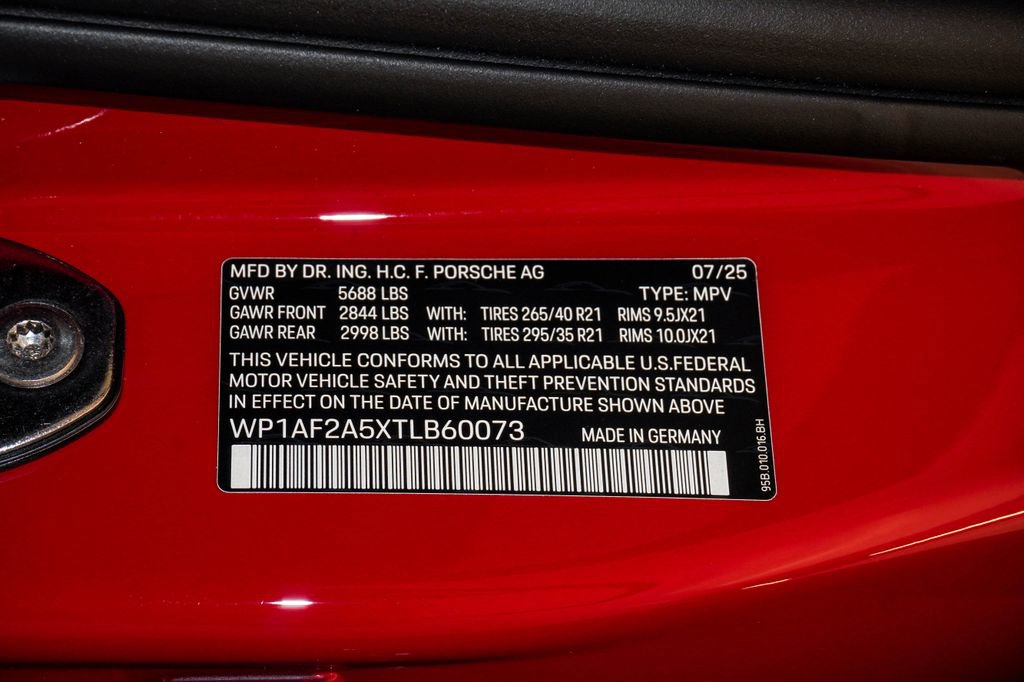 MFD BY DR. ING. H.C. F. PORSCHE AG 07/25
GVWR 5688 LBS TYPE: MPV
GAWR FRONT 2844 LBS WITH: TIRES 265/40 R21 RIMS 9.5JX21
GAWR REAR 2998 LBS WITH: TIRES 295/35 R21 RIMS 10.0JX21
THIS VEHICLE CONFORMS TO ALL APPLICABLE U.S.FEDERAL
MOTOR VEHICLE SAFETY AND THEFT PREVENTION STANDARDS
IN EFFECT ON THE DATE OF MANUFACTURE SHOWN ABOVE
WP1AF2A5XTLB60073 MADE IN GERMANY
95B.010.016.BH